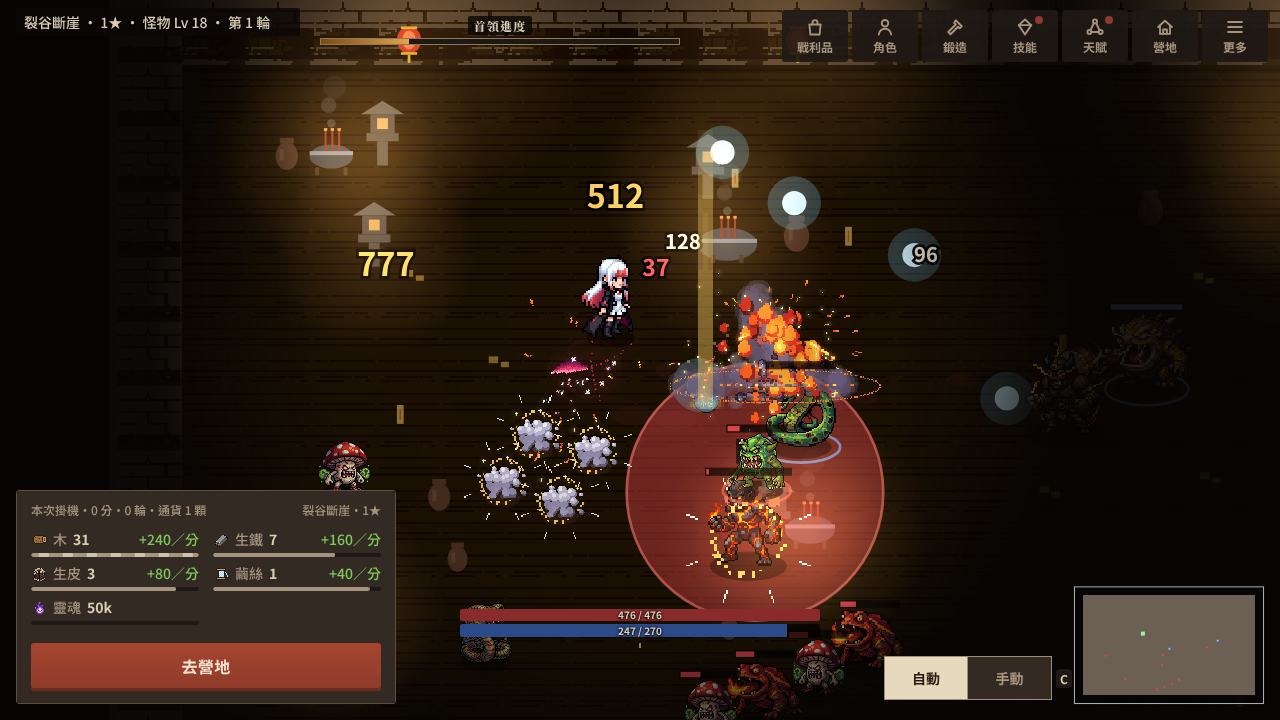 裂谷斷崖 · 1★ · 怪物 Lv 18 · 第 1 輪
首領進度
戰利品
角色
鍛造
技能
天賦
營地
更多
512
128
37
777
96
本次掛機·0 分·0 輪·通貨 1 顆
裂谷斷崖·1★
木 31 +240／分
生鐵 7 +160／分
生皮 3 +80／分
繭絲 1 +40／分
靈魂 50k
去營地
476 / 476
247 / 270
自動
手動
C